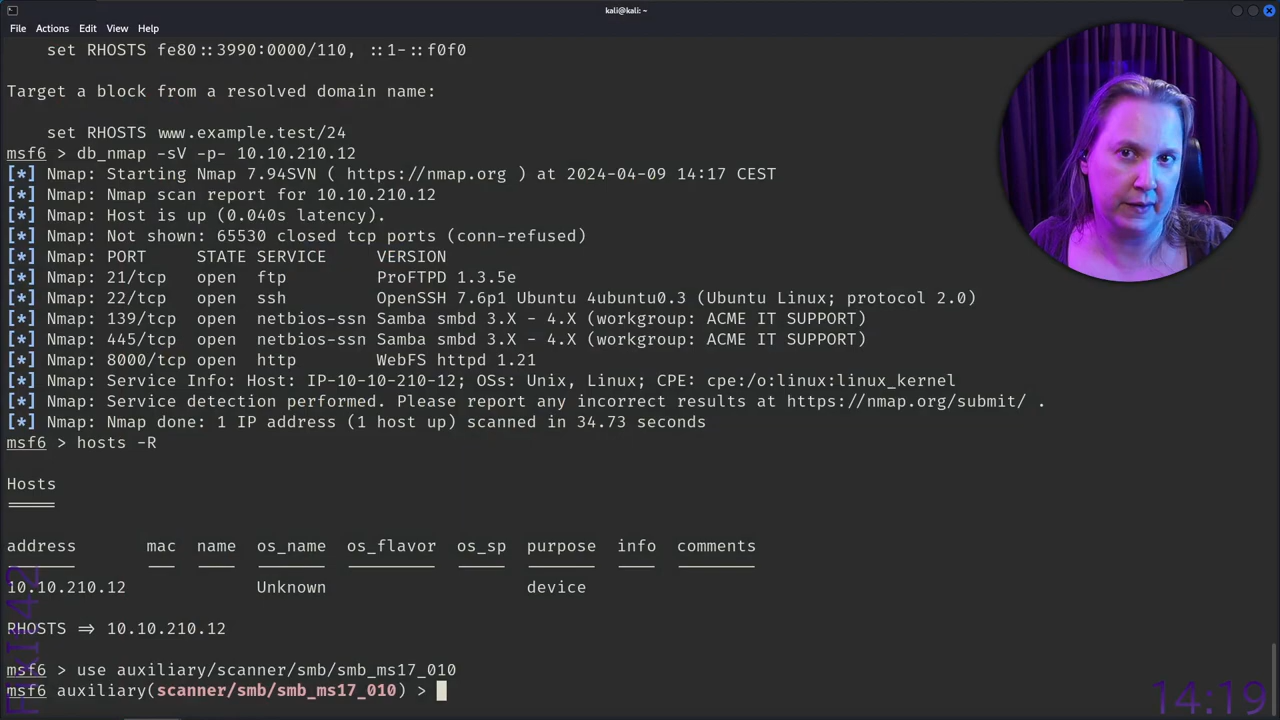 kali@kali: ~
File Actions Edit View Help
set RHOSTS fe80::3990:0000/110, ::1-::f0f0
Target a block from a resolved domain name:
set RHOSTS www.example.test/24
msf6 > db_nmap -sV -p- 10.10.210.12
[*] Nmap: Starting Nmap 7.94SVN ( https://nmap.org ) at 2024-04-09 14:17 CEST
[*] Nmap: Nmap scan report for 10.10.210.12
[*] Nmap: Host is up (0.040s latency).
[*] Nmap: Not shown: 65530 closed tcp ports (conn-refused)
[*] Nmap: PORT STATE SERVICE VERSION
[*] Nmap: 21/tcp open ftp ProFTPD 1.3.5e
[*] Nmap: 22/tcp open ssh OpenSSH 7.6p1 Ubuntu 4ubuntu0.3 (Ubuntu Linux; protocol 2.0)
[*] Nmap: 139/tcp open netbios-ssn Samba smbd 3.X - 4.X (workgroup: ACME IT SUPPORT)
[*] Nmap: 445/tcp open netbios-ssn Samba smbd 3.X - 4.X (workgroup: ACME IT SUPPORT)
[*] Nmap: 8000/tcp open http WebFS httpd 1.21
[*] Nmap: Service Info: Host: IP-10-10-210-12; OSs: Unix, Linux; CPE: cpe:/o:linux:linux_kernel
[*] Nmap: Service detection performed. Please report any incorrect results at https://nmap.org/submit/ .
[*] Nmap: Nmap done: 1 IP address (1 host up) scanned in 34.73 seconds
msf6 > hosts -R
Hosts
=====
address mac name os_name os_flavor os_sp purpose info comments
10.10.210.12 Unknown device
RHOSTS => 10.10.210.12
msf6 > use auxiliary/scanner/smb/smb_ms17_010
msf6 auxiliary(scanner/smb/smb_ms17_010) >
14:19